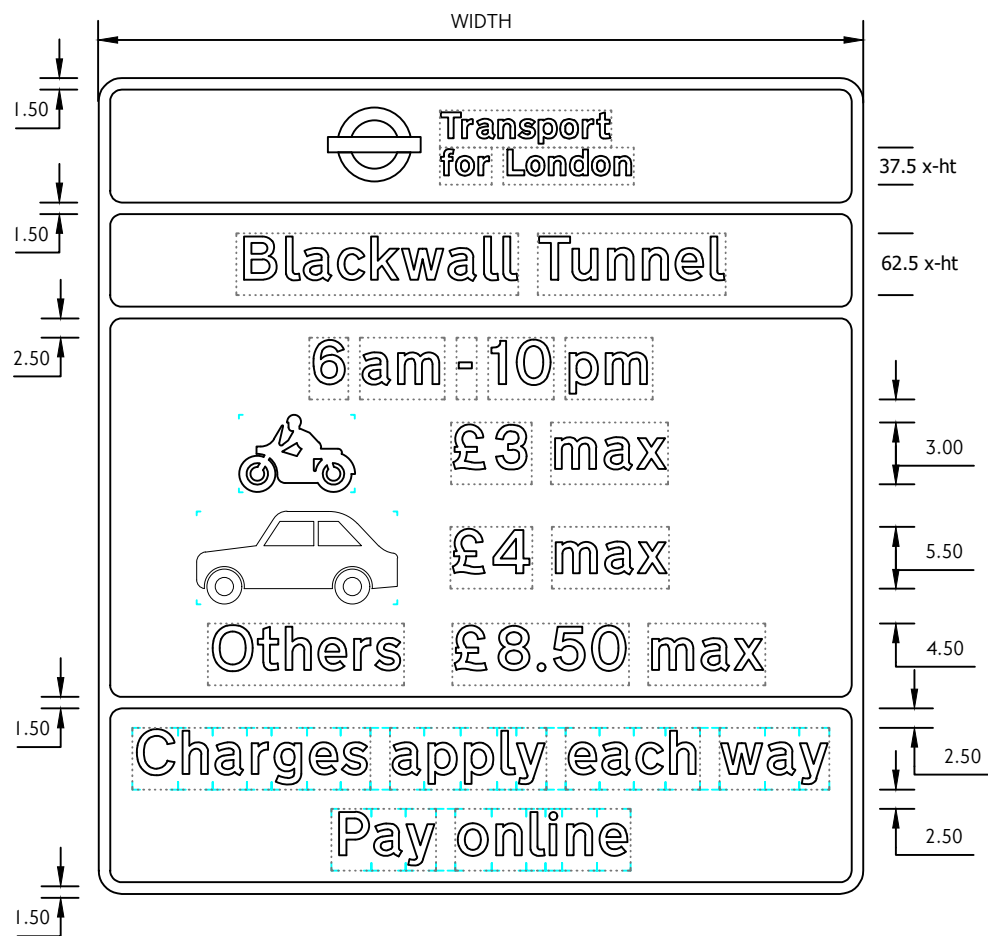 WIDTH
1.50
Transport
for London
37.5 x-ht
1.50
Blackwall Tunnel
62.5 x-ht
2.50
6 am - 10 pm
£3 max
3.00
£4 max
5.50
Others £8.50 max
4.50
1.50
Charges apply each way
2.50
Pay online
2.50
1.50